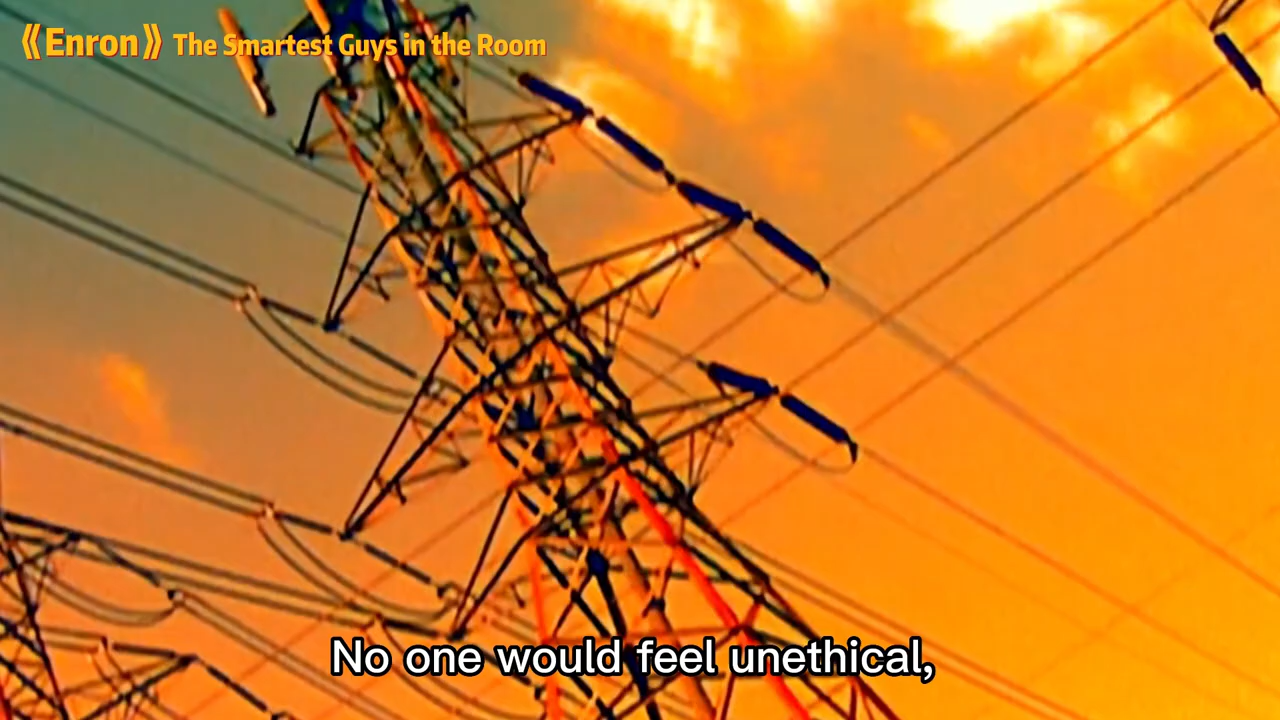 《Enron》 The Smartest Guys in the Room
No one would feel unethical,